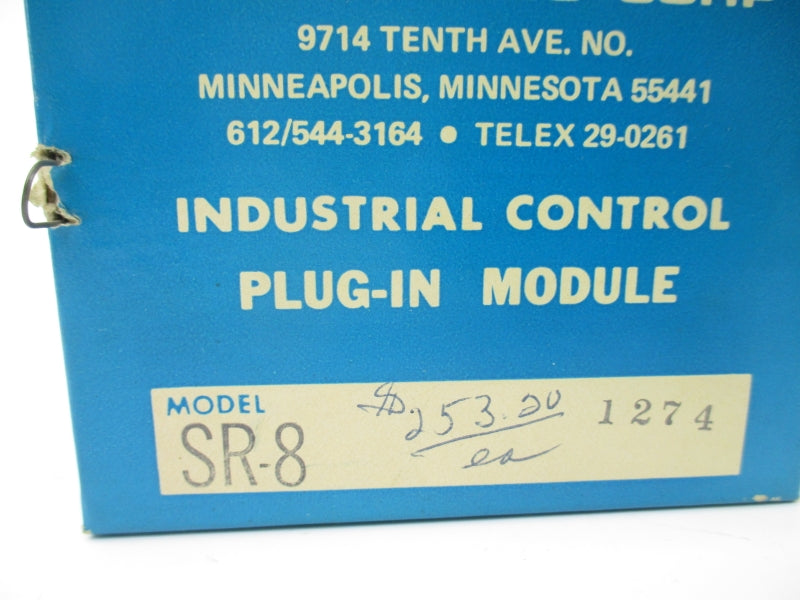 9714 TENTH AVE. NO.
MINNEAPOLIS, MINNESOTA 55441
612/544-3164 • TELEX 29-0261
INDUSTRIAL CONTROL
PLUG-IN MODULE
MODEL
SR-8
$253.20
ea
1274